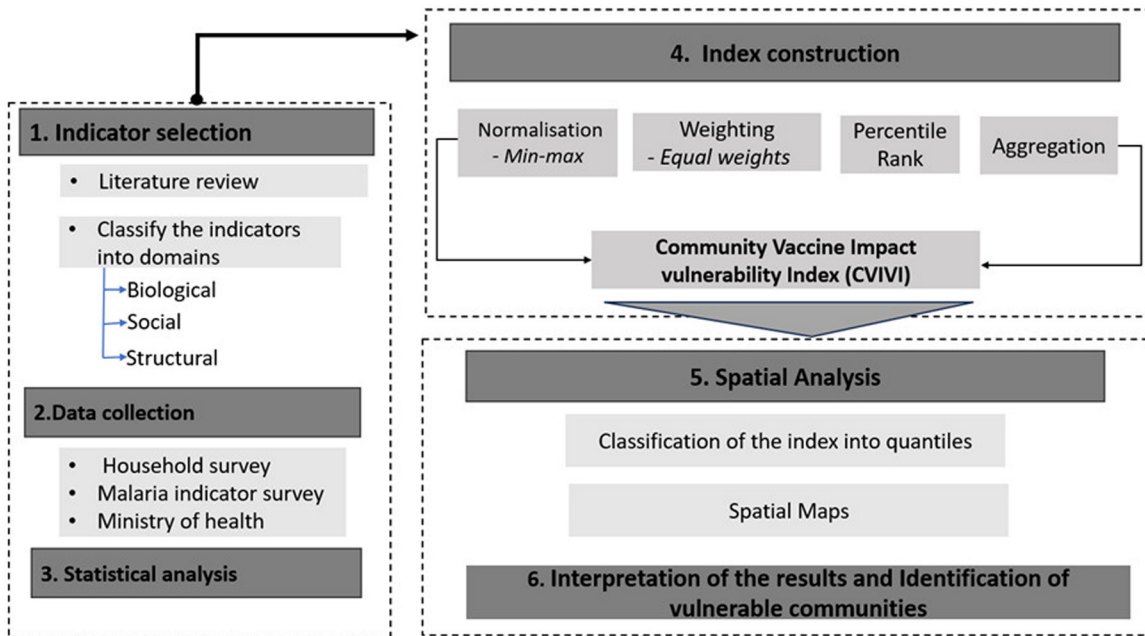 1. Indicator selection
• Literature review
• Classify the indicators
into domains
Biological
Social
Structural
2.Data collection
• Household survey
• Malaria indicator survey
• Ministry of health
3. Statistical analysis
4. Index construction
Normalisation
- Min-max
Weighting
- Equal weights
Percentile
Rank
Aggregation
Community Vaccine Impact
vulnerability Index (CVIVI)
5. Spatial Analysis
Classification of the index into quantiles
Spatial Maps
6. Interpretation of the results and Identification of
vulnerable communities